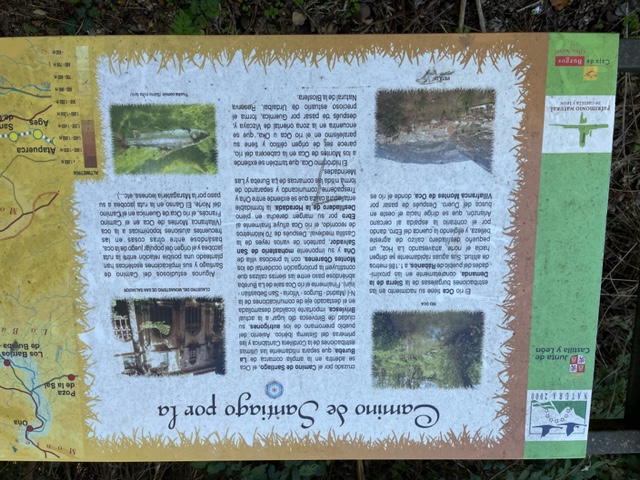 Camino de Santiago por la
NATURA 2000
Junta de
Castilla y León
RIO OCA
El río Oca tiene su nacimiento en las
estribaciones burgalesas de la Sierra de la
Demanda, concretamente en las proximi-
dades del pueblo de Rábanos, a 1.186 metros
de altitud. Sus aguas rápidamente se dirigen
hacia el norte, atravesando La Hoz, un
pequeño desfiladero calizo de agreste
belleza, y eligiendo la cuenca del Ebro, dando
por el contrario la espalda al cercano
Arlanzón, que se dirige hacia el oeste en
busca del Duero. Después de pasar por
Villafranca Montes de Oca, donde el río es
cruzado por el Camino de Santiago, el Oca
se adentra en la amplia comarca de La
Bureba, que separa nítidamente las últimas
estribaciones de la Cordillera Cantábrica y las
primeras del Sistema Ibérico. Asiento del
pueblo prerromano de los autrigones, su
ciudad de Birovesca dio lugar a la actual
Briviesca, importante localidad desarrollada
en el destacado eje de comunicaciones de la
N-I (Madrid - Burgos - Vitoria - San Sebastián -
Irún). Finalmente el río Oca sale de La Bureba
abriéndose paso entre las sierras calizas que
constituyen la prolongación occidental de los
Montes Obarenes, con la preciosa villa de
Oña y su imponente monasterio de San
Salvador, panteón de varios reyes de la
Castilla medieval. Después de 70 kilómetros
de recorrido, el río Oca afluye finalmente al
Ebro por su margen derecha en pleno
Desfiladero de la Horadada, la formidable
entalladura caliza que se extiende entre Oña y
Trespaderne, comunicando y separando de
forma nítida las comarcas de La Bureba y Las
Merindades.
El hidrónimo Oca, que también se extiende
a los Montes de Oca en la cabecera del río,
parece ser de origen céltico y tiene su
paralelismo en el río Oca u Oka, que se
encuentra en la zona oriental de Vizcaya y,
después de pasar por Guernica, forma el
precioso estuario de Urdaibai, Reserva
Natural de la Biosfera.
CLAUSTRO DEL MONASTERIO DE SAN SALVADOR
Algunos estudiosos del Camino de
Santiago y sus implicaciones esotéricas han
planteado una posible relación entre la ruta
jacobea y el origen del popular juego de la oca,
basándose entre otras cosas en las
frecuentes alusiones toponímicas a la oca
(Villafranca Montes de Oca en el Camino
Francés, el río Oca de Guernica en el Camino
del Norte, El Ganso en la ruta jacobea a su
paso por la Maragatería leonesa, etc...).
Trucha común (Salmo trutta fario)
PATRIMONIO NATURAL
DE CASTILLA Y LEÓN
Caja de Burgos
Oña
Poza
de la Sal
Los Barrios
de Bureba
ALTIMETRÍA
Atapuerca
Ages